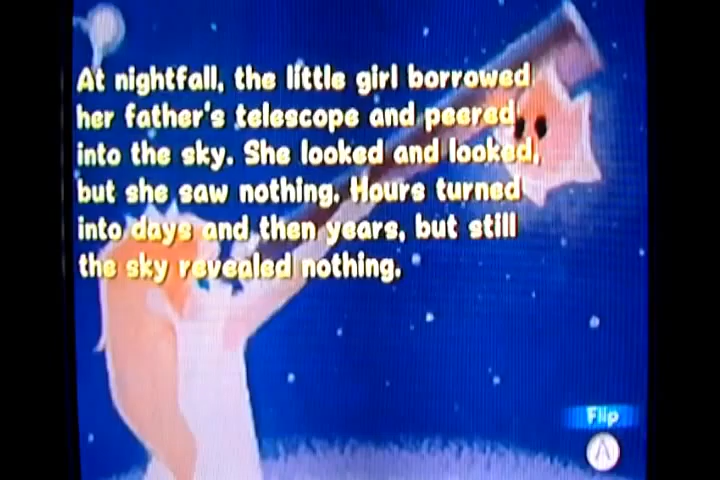 At nightfall, the little girl borrowed
her father's telescope and peered
into the sky. She looked and looked,
but she saw nothing. Hours turned
into days and then years, but still
the sky revealed nothing.
Flip
A